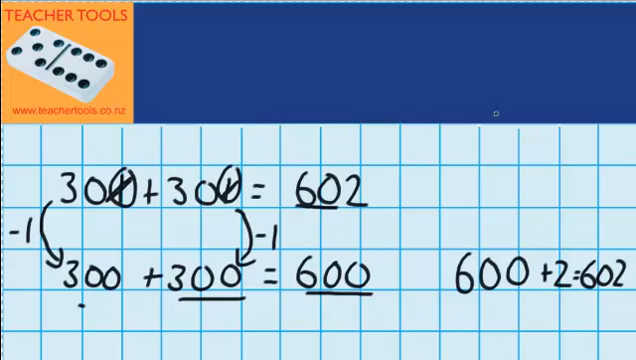 TEACHER TOOLS
www.teachertools.co.nz
301+301= 602
-1 -1
300 +300 = 600 600 +2=602